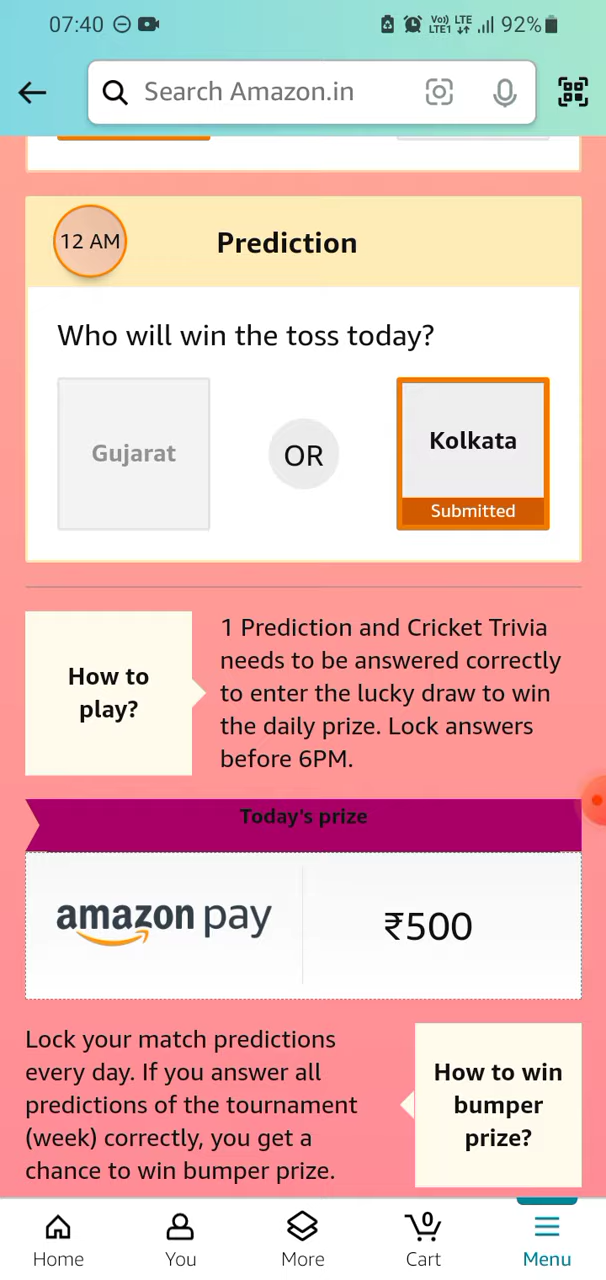 07:40
Vo)) LTE
LTE1
92%
Search Amazon.in
12 AM
Prediction
Who will win the toss today?
Gujarat
OR
Kolkata
Submitted
How to
play?
1 Prediction and Cricket Trivia
needs to be answered correctly
to enter the lucky draw to win
the daily prize. Lock answers
before 6PM.
Today's prize
amazon pay
₹500
Lock your match predictions
every day. If you answer all
predictions of the tournament
(week) correctly, you get a
chance to win bumper prize.
How to win
bumper
prize?
0
Home
You
More
Cart
Menu